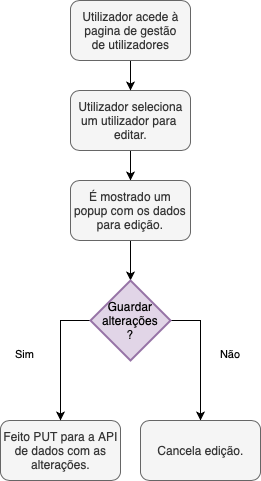 Utilizador acede à
pagina de gestão
de utilizadores
Utilizador seleciona
um utilizador para
editar.
É mostrado um
popup com os dados
para edição.
Guardar
alterações
?
Sim
Não
Feito PUT para a API
de dados com as
alterações.
Cancela edição.